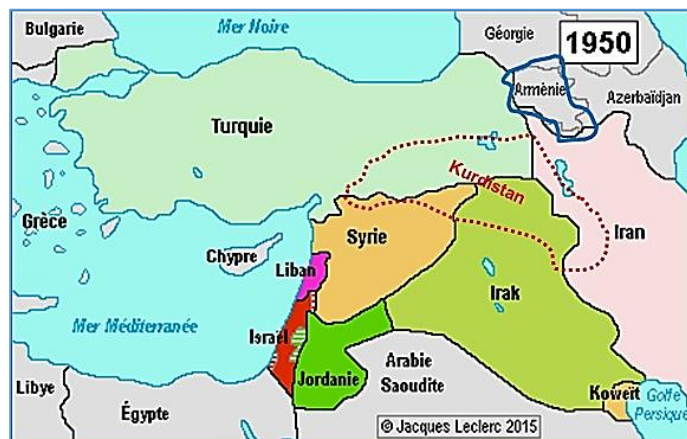 Bulgarie
Mer Noire
Géorgie
1950
Arménie
Azerbaïdjan
Turquie
Kurdistan
Grèce
Chypre
Syrie
Iran
Liban
Irak
Mer Méditerranée
Israël
Jordanie
Arabie
Saoudite
Koweït
Golfe
Persique
Libye
Égypte
© Jacques Leclerc 2015